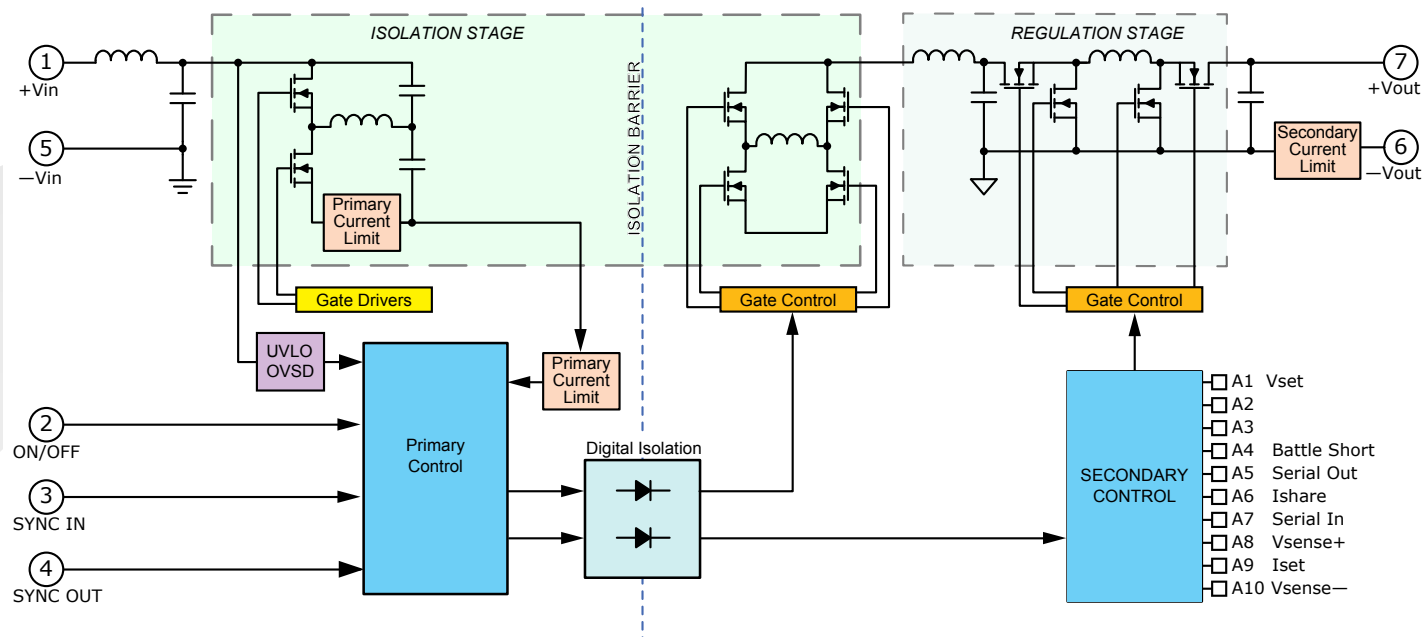 ISOLATION STAGE
REGULATION STAGE
1
+Vin
5
—Vin
ISOLATION BARRIER
7
+Vout
Secondary
Current
Limit
6
—Vout
Primary
Current
Limit
Gate Drivers
Gate Control
Gate Control
UVLO
OVSD
Primary
Current
Limit
2
ON/OFF
3
SYNC IN
4
SYNC OUT
Primary
Control
Digital Isolation
SECONDARY
CONTROL
A1 Vset
A2
A3
A4 Battle Short
A5 Serial Out
A6 Ishare
A7 Serial In
A8 Vsense+
A9 Iset
A10 Vsense—